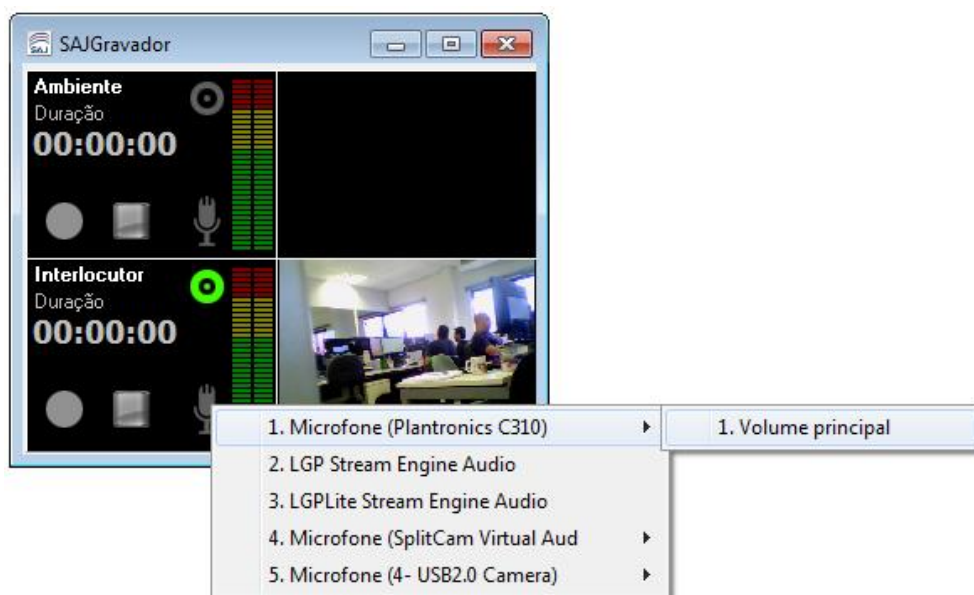 SAJGravador
Ambiente
Duração
00:00:00
Interlocutor
Duração
00:00:00
1. Microfone (Plantronics C310)
1. Volume principal
2. LGP Stream Engine Audio
3. LGPLite Stream Engine Audio
4. Microfone (SplitCam Virtual Aud
5. Microfone (4- USB2.0 Camera)